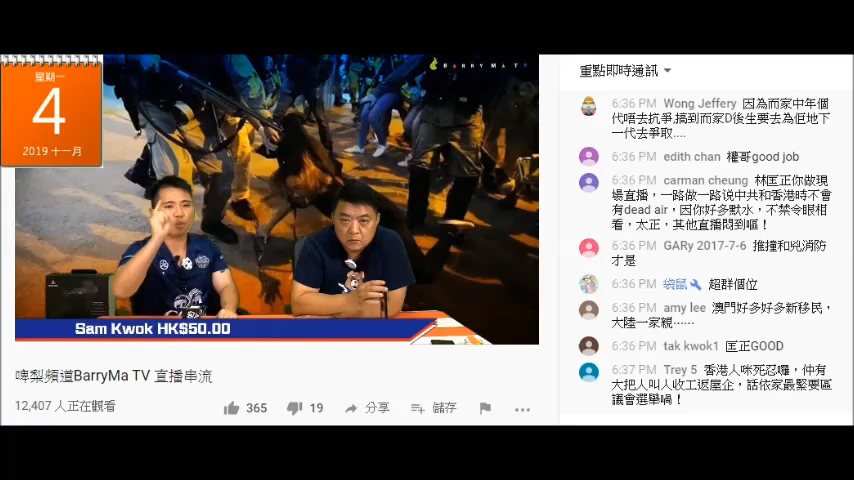 星期一
4
2019 十一月
BARRY MA TV
Sam Kwok HK$50.00
啤梨頻道BarryMa TV 直播串流
12,407 人正在觀看
365
19
分享
儲存
重點即時通訊
6:36 PM Wong Jeffery 因為而家中年個
代唔去抗爭,搞到而家D後生要去為佢地下
一代去爭取....
6:36 PM edith chan 權哥good job
6:36 PM carman cheung 林匡正你做現
場直播，一路做一路说中共和香港時不會
有dead air，因你好多默水，不禁令眼相
看，太正，其他直播悶到嘔！
6:36 PM GARy 2017-7-6 推撞和兇消防
才是
6:36 PM 袋鼠 超群個位
6:36 PM amy lee 澳門好多好多新移民，
大陸一家親⋯⋯
6:36 PM tak kwok1 匡正GOOD
6:37 PM Trey 5 香港人咪死忍囉，仲有
大把人叫人收工返屋企，話依家最緊要區
議會選舉喎！